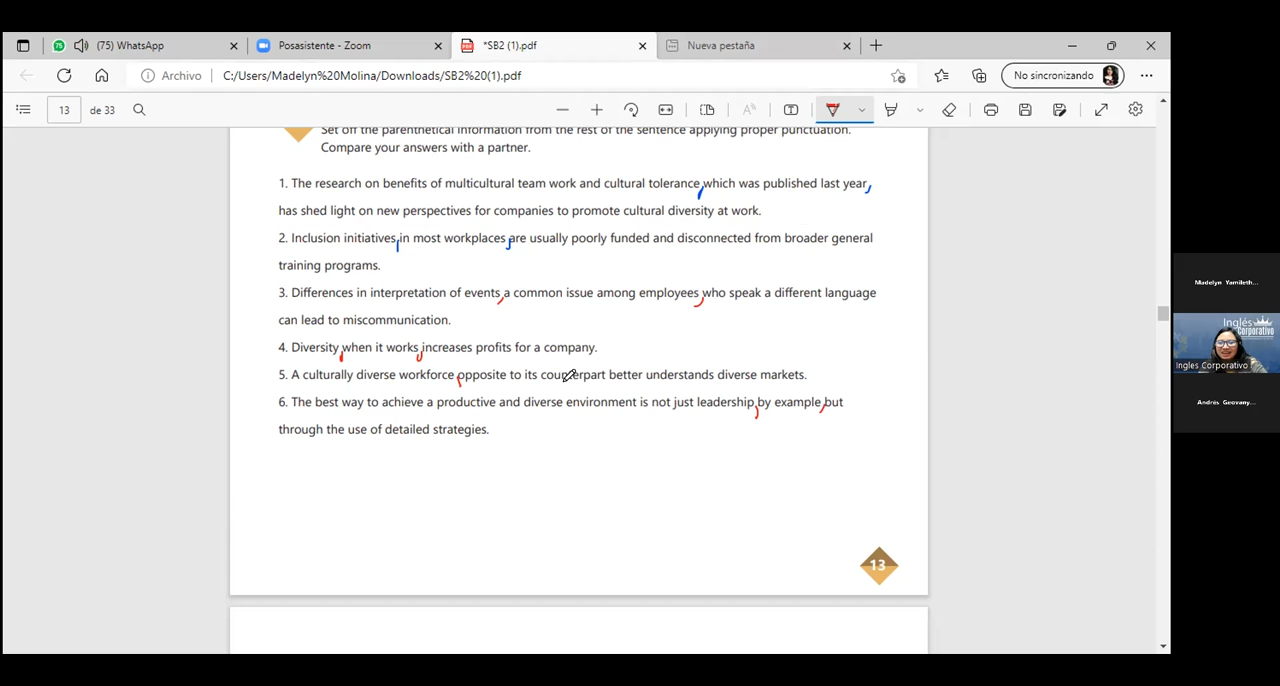 (75) WhatsApp
Posasistente - Zoom
*SB2 (1).pdf
Nueva pestaña
Archivo
C:/Users/Madelyn%20Molina/Downloads/SB2%20(1).pdf
No sincronizando
13 de 33
Set off the parenthetical information from the rest of the sentence applying proper punctuation.
Compare your answers with a partner.
1. The research on benefits of multicultural team work and cultural tolerance, which was published last year,
has shed light on new perspectives for companies to promote cultural diversity at work.
2. Inclusion initiatives, in most workplaces, are usually poorly funded and disconnected from broader general
training programs.
3. Differences in interpretation of events, a common issue among employees, who speak a different language
can lead to miscommunication.
4. Diversity, when it works, increases profits for a company.
5. A culturally diverse workforce, opposite to its counterpart better understands diverse markets.
6. The best way to achieve a productive and diverse environment is not just leadership, by example, but
through the use of detailed strategies.
13
Madelyn Yamileth...
Inglés
Corporativo
Ingles Corporativo
Andrés Geovany...